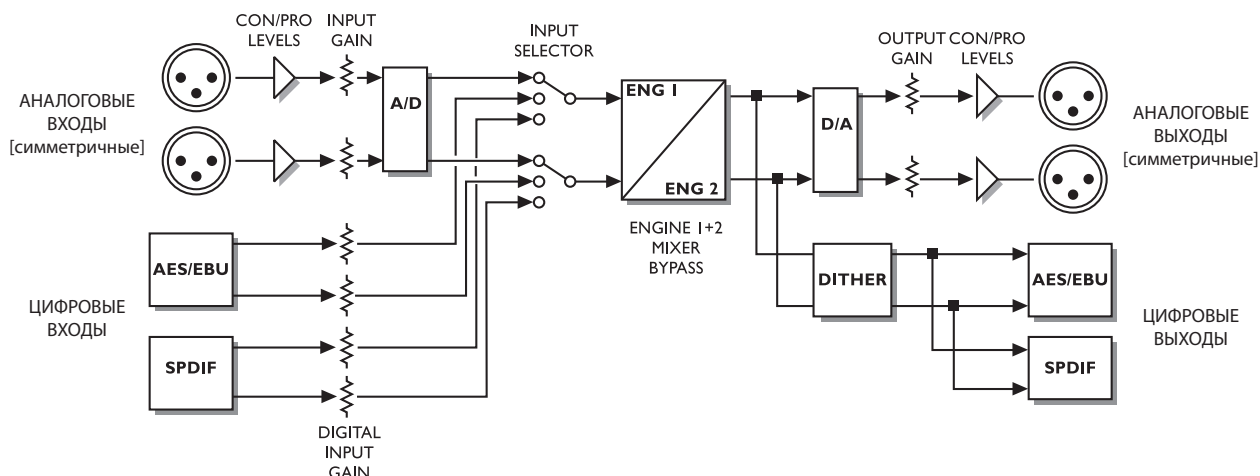 CON/PRO
LEVELS
INPUT
GAIN
INPUT
SELECTOR
OUTPUT
GAIN
CON/PRO
LEVELS
АНАЛОГОВЫЕ
ВХОДЫ
[симметричные]
A/D
ENG 1
ENG 2
D/A
АНАЛОГОВЫЕ
ВЫХОДЫ
[симметричные]
ENGINE 1+2
MIXER
BYPASS
ЦИФРОВЫЕ
ВХОДЫ
AES/EBU
SPDIF
DITHER
AES/EBU
SPDIF
ЦИФРОВЫЕ
ВЫХОДЫ
DIGITAL
INPUT
GAIN